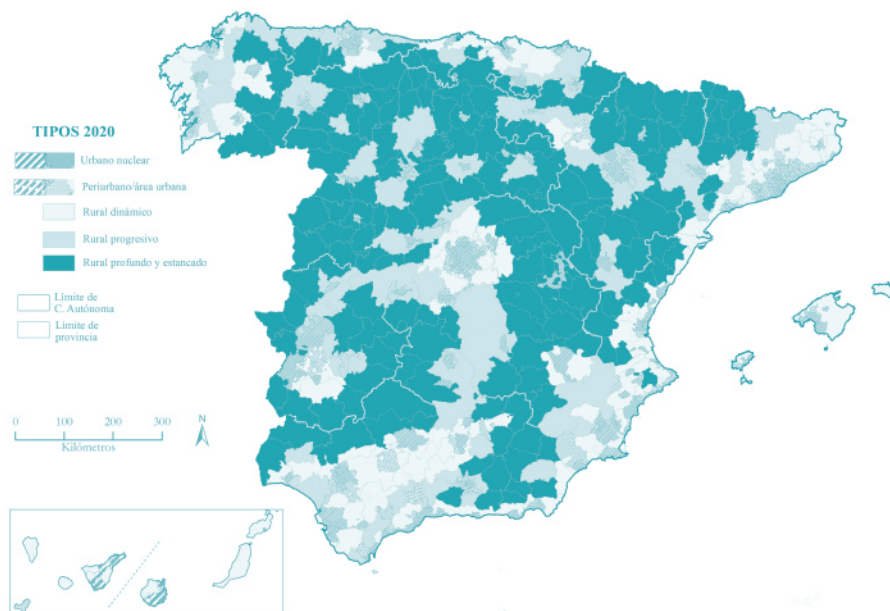 TIPOS 2020
Urbano nuclear
Periurbano/área urbana
Rural dinámico
Rural progresivo
Rural profundo y estancado
Límite de
C. Autónoma
Límite de
provincia
N
0 100 200 300
Kilómetros